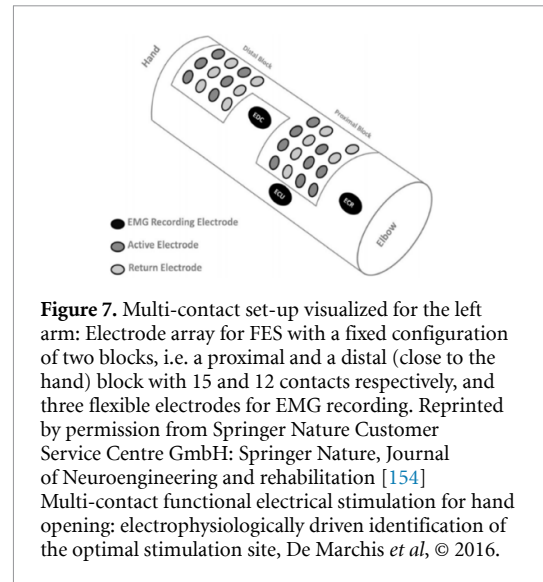 Hand
Distal Block
Proximal Block
EDC
ECU
ECR
Elbow
EMG Recording Electrode
Active Electrode
Return Electrode
Figure 7. Multi-contact set-up visualized for the left
arm: Electrode array for FES with a fixed configuration
of two blocks, i.e. a proximal and a distal (close to the
hand) block with 15 and 12 contacts respectively, and
three flexible electrodes for EMG recording. Reprinted
by permission from Springer Nature Customer
Service Centre GmbH: Springer Nature, Journal
of Neuroengineering and rehabilitation [154]
Multi-contact functional electrical stimulation for hand
opening: electrophysiologically driven identification of
the optimal stimulation site, De Marchis et al, © 2016.